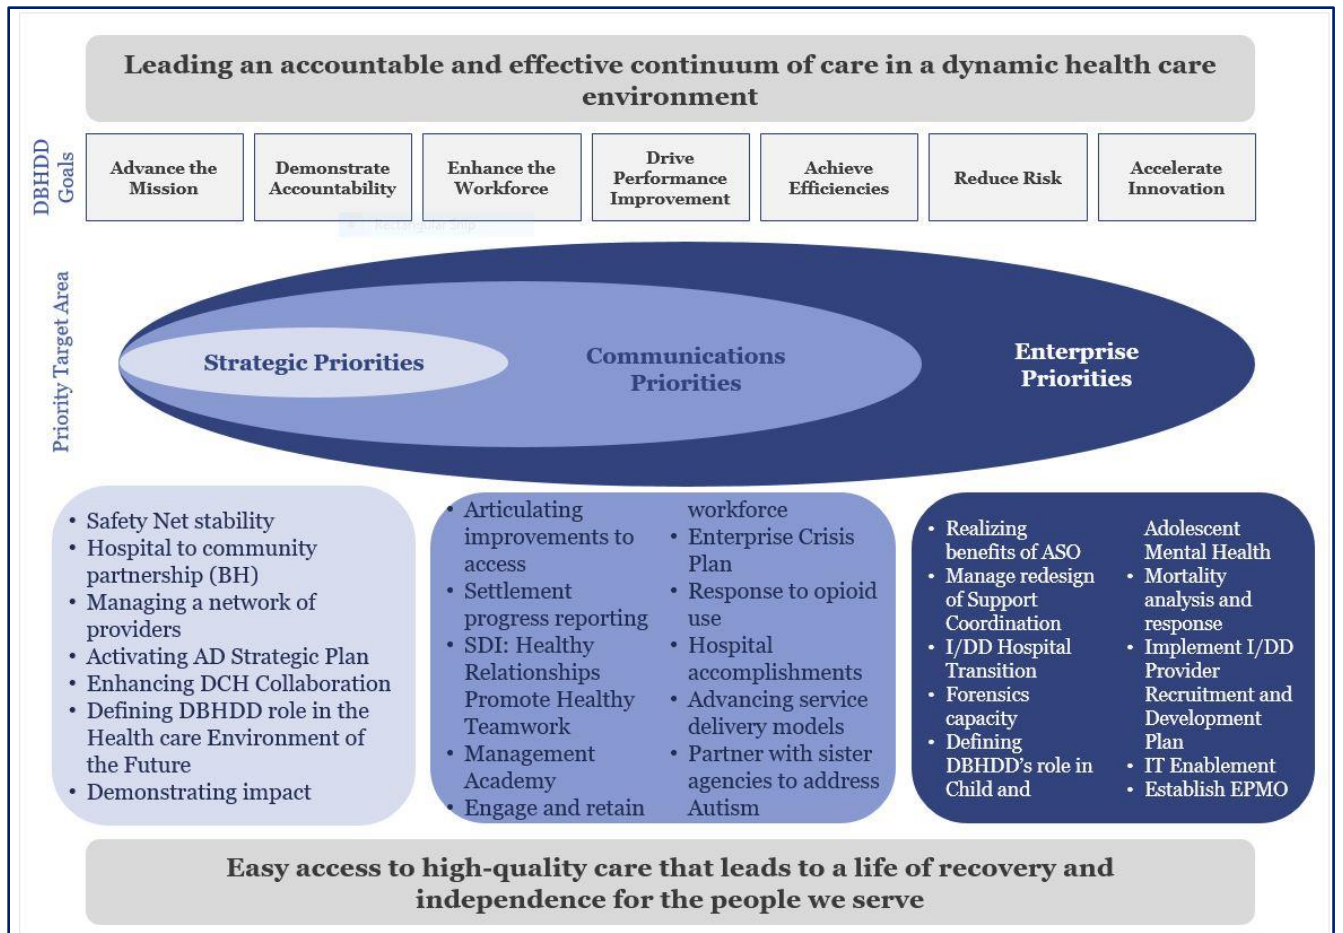 Leading an accountable and effective continuum of care in a dynamic health care
environment
DBHDD
Goals
Advance the
Mission
Demonstrate
Accountability
Enhance the
Workforce
Drive
Performance
Improvement
Achieve
Efficiencies
Reduce Risk
Accelerate
Innovation
Rectangular Snip
Priority Target Area
Strategic Priorities
Communications
Priorities
Enterprise
Priorities
• Safety Net stability
• Hospital to community
partnership (BH)
• Managing a network of
providers
• Activating AD Strategic Plan
• Enhancing DCH Collaboration
• Defining DBHDD role in the
Health care Environment of
the Future
• Demonstrating impact
• Articulating
improvements to
access
• Settlement
progress reporting
• SDI: Healthy
Relationships
Promote Healthy
Teamwork
• Management
Academy
• Engage and retain
workforce
• Enterprise Crisis
Plan
• Response to opioid
use
• Hospital
accomplishments
• Advancing service
delivery models
• Partner with sister
agencies to address
Autism
• Realizing
benefits of ASO
• Manage redesign
of Support
Coordination
• I/DD Hospital
Transition
• Forensics
capacity
• Defining
DBHDD's role in
Child and
Adolescent
Mental Health
• Mortality
analysis and
response
• Implement I/DD
Provider
Recruitment and
Development
Plan
• IT Enablement
• Establish EPMO
Easy access to high-quality care that leads to a life of recovery and
independence for the people we serve